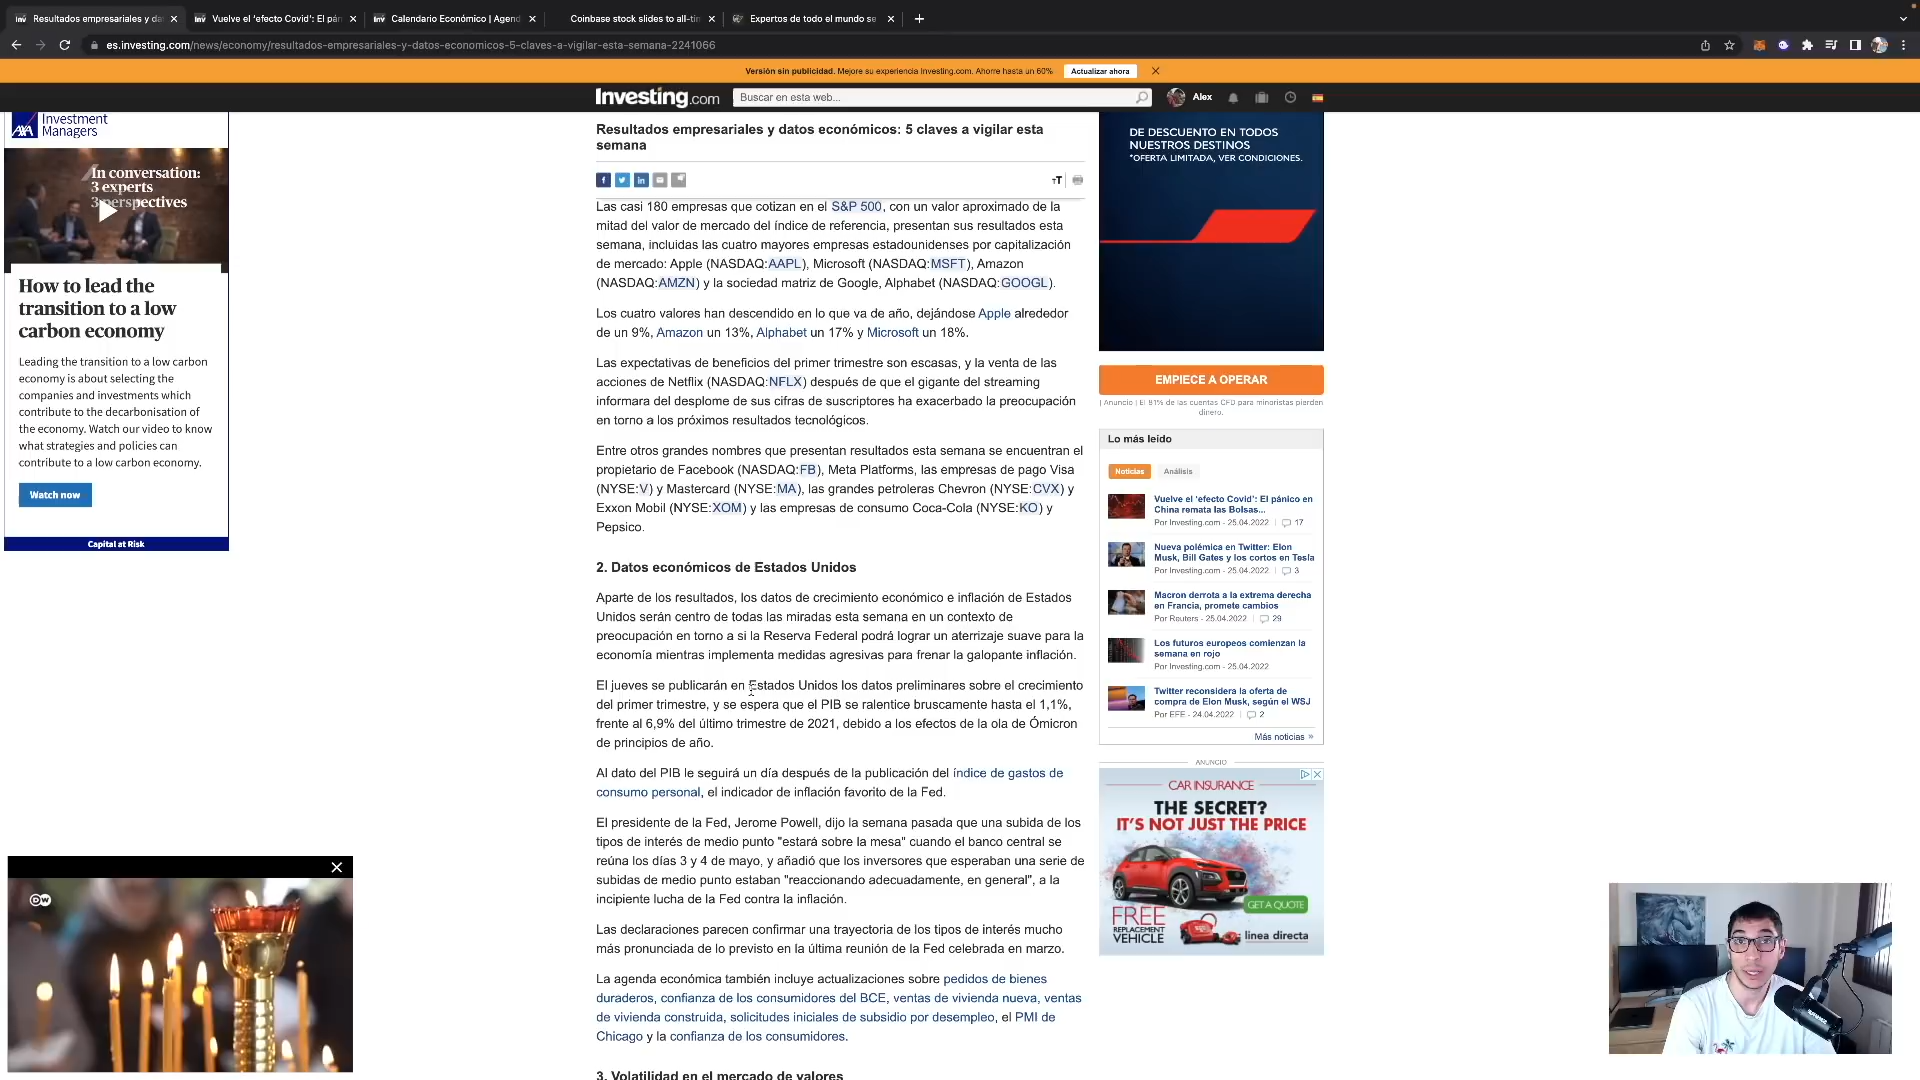 Resultados empresariales y da
Vuelve el ‘efecto Covid’: El pán
Calendario Económico | Agend
Coinbase stock slides to all-tim
Expertos de todo el mundo se
es.investing.com/news/economy/resultados-empresariales-y-datos-economicos-5-claves-a-vigilar-esta-semana-2241066
Versión sin publicidad. Mejore su experiencia Investing.com. Ahorre hasta un 60%
Actualizar ahora
Investing.com
Buscar en esta web...
Alex
AXA
Investment
Managers
In conversation:
3 experts
3 perspectives
How to lead the
transition to a low
carbon economy
Leading the transition to a low carbon
economy is about selecting the
companies and investments which
contribute to the decarbonisation of
the economy. Watch our video to know
what strategies and policies can
contribute to a low carbon economy.
Watch now
Capital at Risk
Resultados empresariales y datos económicos: 5 claves a vigilar esta
semana
Las casi 180 empresas que cotizan en el S&P 500, con un valor aproximado de la
mitad del valor de mercado del índice de referencia, presentan sus resultados esta
semana, incluidas las cuatro mayores empresas estadounidenses por capitalización
de mercado: Apple (NASDAQ:AAPL), Microsoft (NASDAQ:MSFT), Amazon
(NASDAQ:AMZN) y la sociedad matriz de Google, Alphabet (NASDAQ:GOOGL).
Los cuatro valores han descendido en lo que va de año, dejándose Apple alrededor
de un 9%, Amazon un 13%, Alphabet un 17% y Microsoft un 18%.
Las expectativas de beneficios del primer trimestre son escasas, y la venta de las
acciones de Netflix (NASDAQ:NFLX) después de que el gigante del streaming
informara del desplome de sus cifras de suscriptores ha exacerbado la preocupación
en torno a los próximos resultados tecnológicos.
Entre otros grandes nombres que presentan resultados esta semana se encuentran el
propietario de Facebook (NASDAQ:FB), Meta Platforms, las empresas de pago Visa
(NYSE:V) y Mastercard (NYSE:MA), las grandes petroleras Chevron (NYSE:CVX) y
Exxon Mobil (NYSE:XOM) y las empresas de consumo Coca-Cola (NYSE:KO) y
Pepsico.
2. Datos económicos de Estados Unidos
Aparte de los resultados, los datos de crecimiento económico e inflación de Estados
Unidos serán centro de todas las miradas esta semana en un contexto de
preocupación en torno a si la Reserva Federal podrá lograr un aterrizaje suave para la
economía mientras implementa medidas agresivas para frenar la galopante inflación.
El jueves se publicarán en Estados Unidos los datos preliminares sobre el crecimiento
del primer trimestre, y se espera que el PIB se ralentice bruscamente hasta el 1,1%,
frente al 6,9% del último trimestre de 2021, debido a los efectos de la ola de Ómicron
de principios de año.
Al dato del PIB le seguirá un día después de la publicación del índice de gastos de
consumo personal, el indicador de inflación favorito de la Fed.
El presidente de la Fed, Jerome Powell, dijo la semana pasada que una subida de los
tipos de interés de medio punto "estará sobre la mesa" cuando el banco central se
reúna los días 3 y 4 de mayo, y añadió que los inversores que esperaban una serie de
subidas de medio punto estaban "reaccionando adecuadamente, en general", a la
incipiente lucha de la Fed contra la inflación.
Las declaraciones parecen confirmar una trayectoria de los tipos de interés mucho
más pronunciada de lo previsto en la última reunión de la Fed celebrada en marzo.
La agenda económica también incluye actualizaciones sobre pedidos de bienes
duraderos, confianza de los consumidores del BCE, ventas de vivienda nueva, ventas
de vivienda construida, solicitudes iniciales de subsidio por desempleo, el PMI de
Chicago y la confianza de los consumidores.
3. Volatilidad en el mercado de valores
DE DESCUENTO EN TODOS
NUESTROS DESTINOS
*OFERTA LIMITADA, VER CONDICIONES.
EMPIECE A OPERAR
| Anuncio | El 81% de las cuentas CFD para minoristas pierden
dinero.
Lo más leído
Noticias
Análisis
Vuelve el ‘efecto Covid’: El pánico en
China remata las Bolsas...
Por Investing.com - 25.04.2022 | 17
Nueva polémica en Twitter: Elon
Musk, Bill Gates y los cortos en Tesla
Por Investing.com - 25.04.2022 | 3
Macron derrota a la extrema derecha
en Francia, promete cambios
Por Reuters - 25.04.2022 | 29
Los futuros europeos comienzan la
semana en rojo
Por Investing.com - 25.04.2022
Twitter reconsidera la oferta de
compra de Elon Musk, según el WSJ
Por EFE - 24.04.2022 | 2
Más noticias »
ANUNCIO
CAR INSURANCE
THE SECRET?
IT'S NOT JUST THE PRICE
GET A QUOTE
FREE
REPLACEMENT
VEHICLE
linea directa
DW